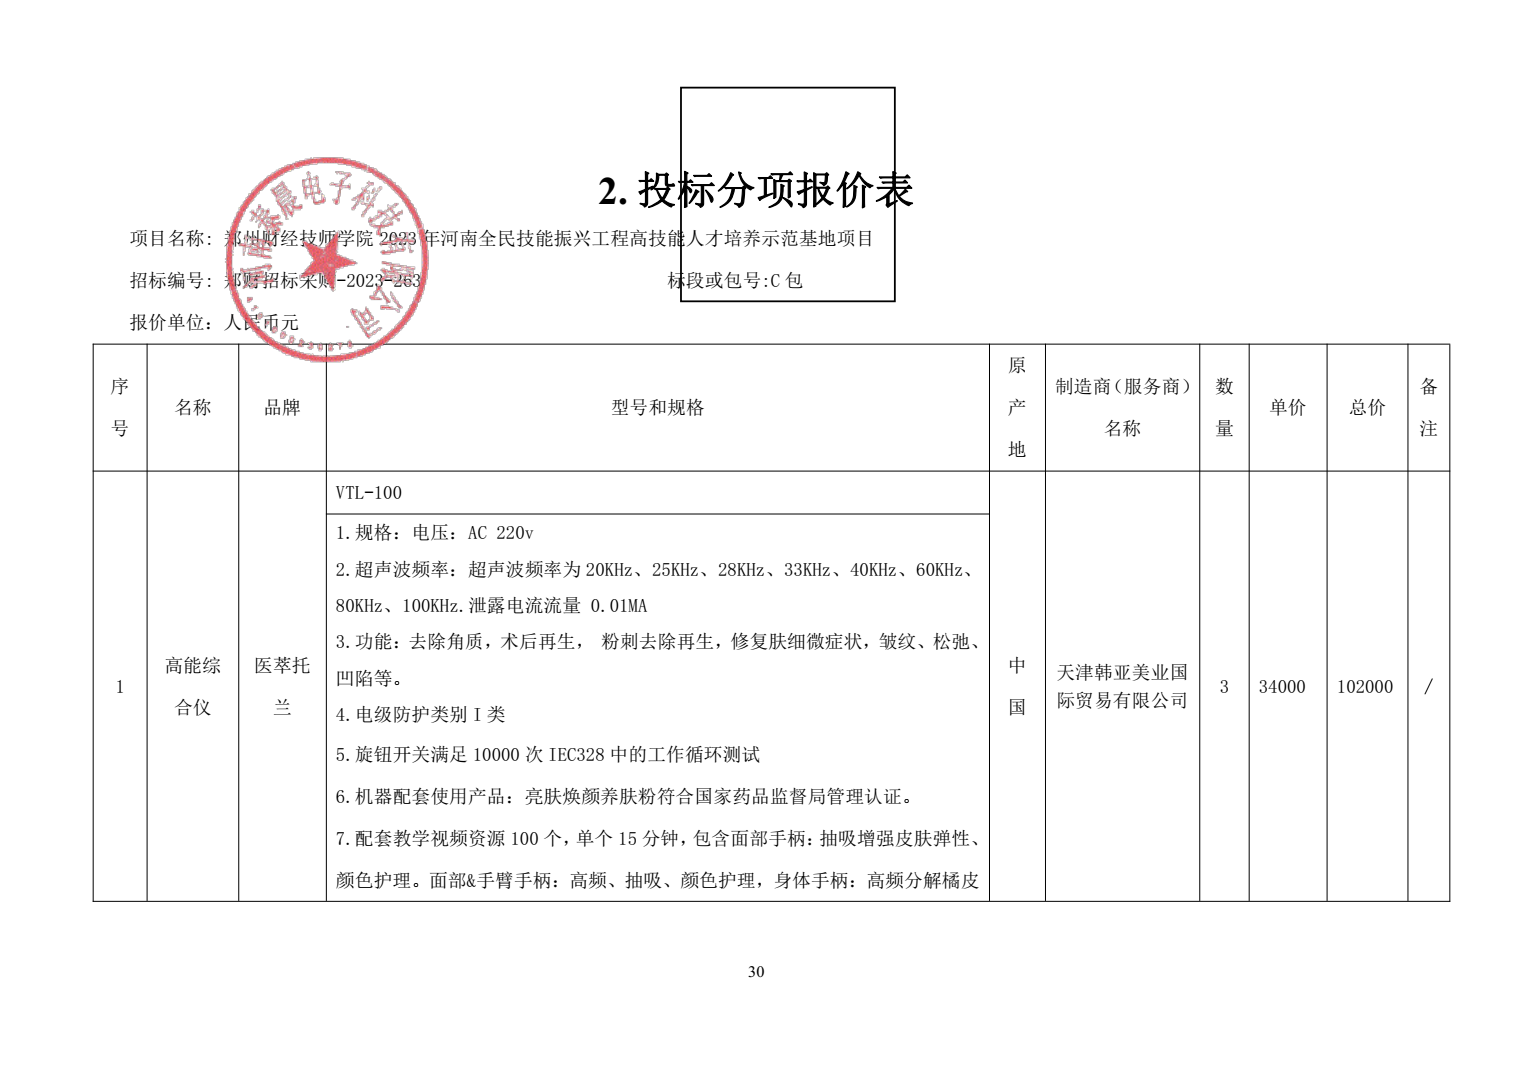 2.投标分项报价表
项目名称：郑州财经技师学院 2023 年河南全民技能振兴工程高技能人才培养示范基地项目
招标编号：郑财招标采购-2023-263 标段或包号:C 包
报价单位：人民币元
河南泰晨电子科技有限公司
序号 名称 品牌 型号和规格 原产地 制造商（服务商）名称 数量 单价 总价 备注
VTL-100
1.规格：电压：AC 220v
2.超声波频率：超声波频率为 20KHz、25KHz、28KHz、33KHz、40KHz、60KHz、
80KHz、100KHz.泄露电流流量 0.01MA
3.功能：去除角质，术后再生， 粉刺去除再生，修复肤细微症状，皱纹、松弛、
凹陷等。
4.电级防护类别 I 类
5.旋钮开关满足 10000 次 IEC328 中的工作循环测试
6.机器配套使用产品：亮肤焕颜养肤粉符合国家药品监督局管理认证。
7.配套教学视频资源 100 个，单个 15 分钟，包含面部手柄：抽吸增强皮肤弹性、
颜色护理。面部&手臂手柄：高频、抽吸、颜色护理，身体手柄：高频分解橘皮
1 高能综合仪 医萃托兰 中国 天津韩亚美业国际贸易有限公司 3 34000 102000 /
30